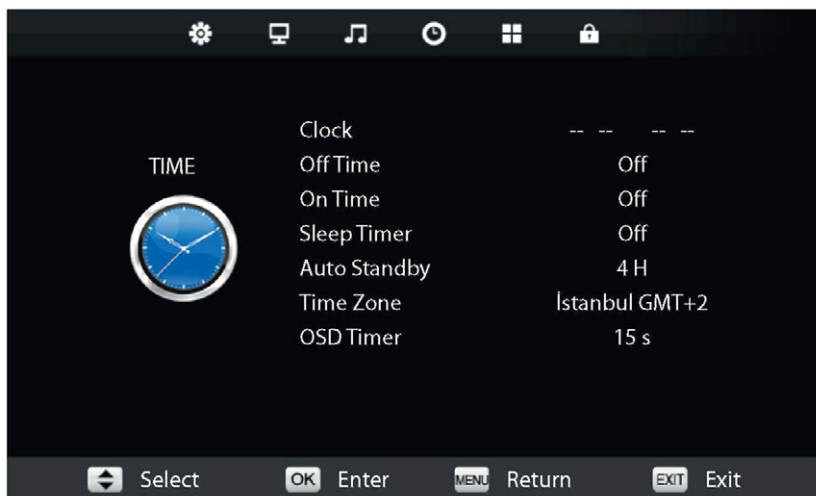 TIME
Clock -- -- -- --
Off Time Off
On Time Off
Sleep Timer Off
Auto Standby 4 H
Time Zone İstanbul GMT+2
OSD Timer 15 s
Select OK Enter MENU Return EXIT Exit